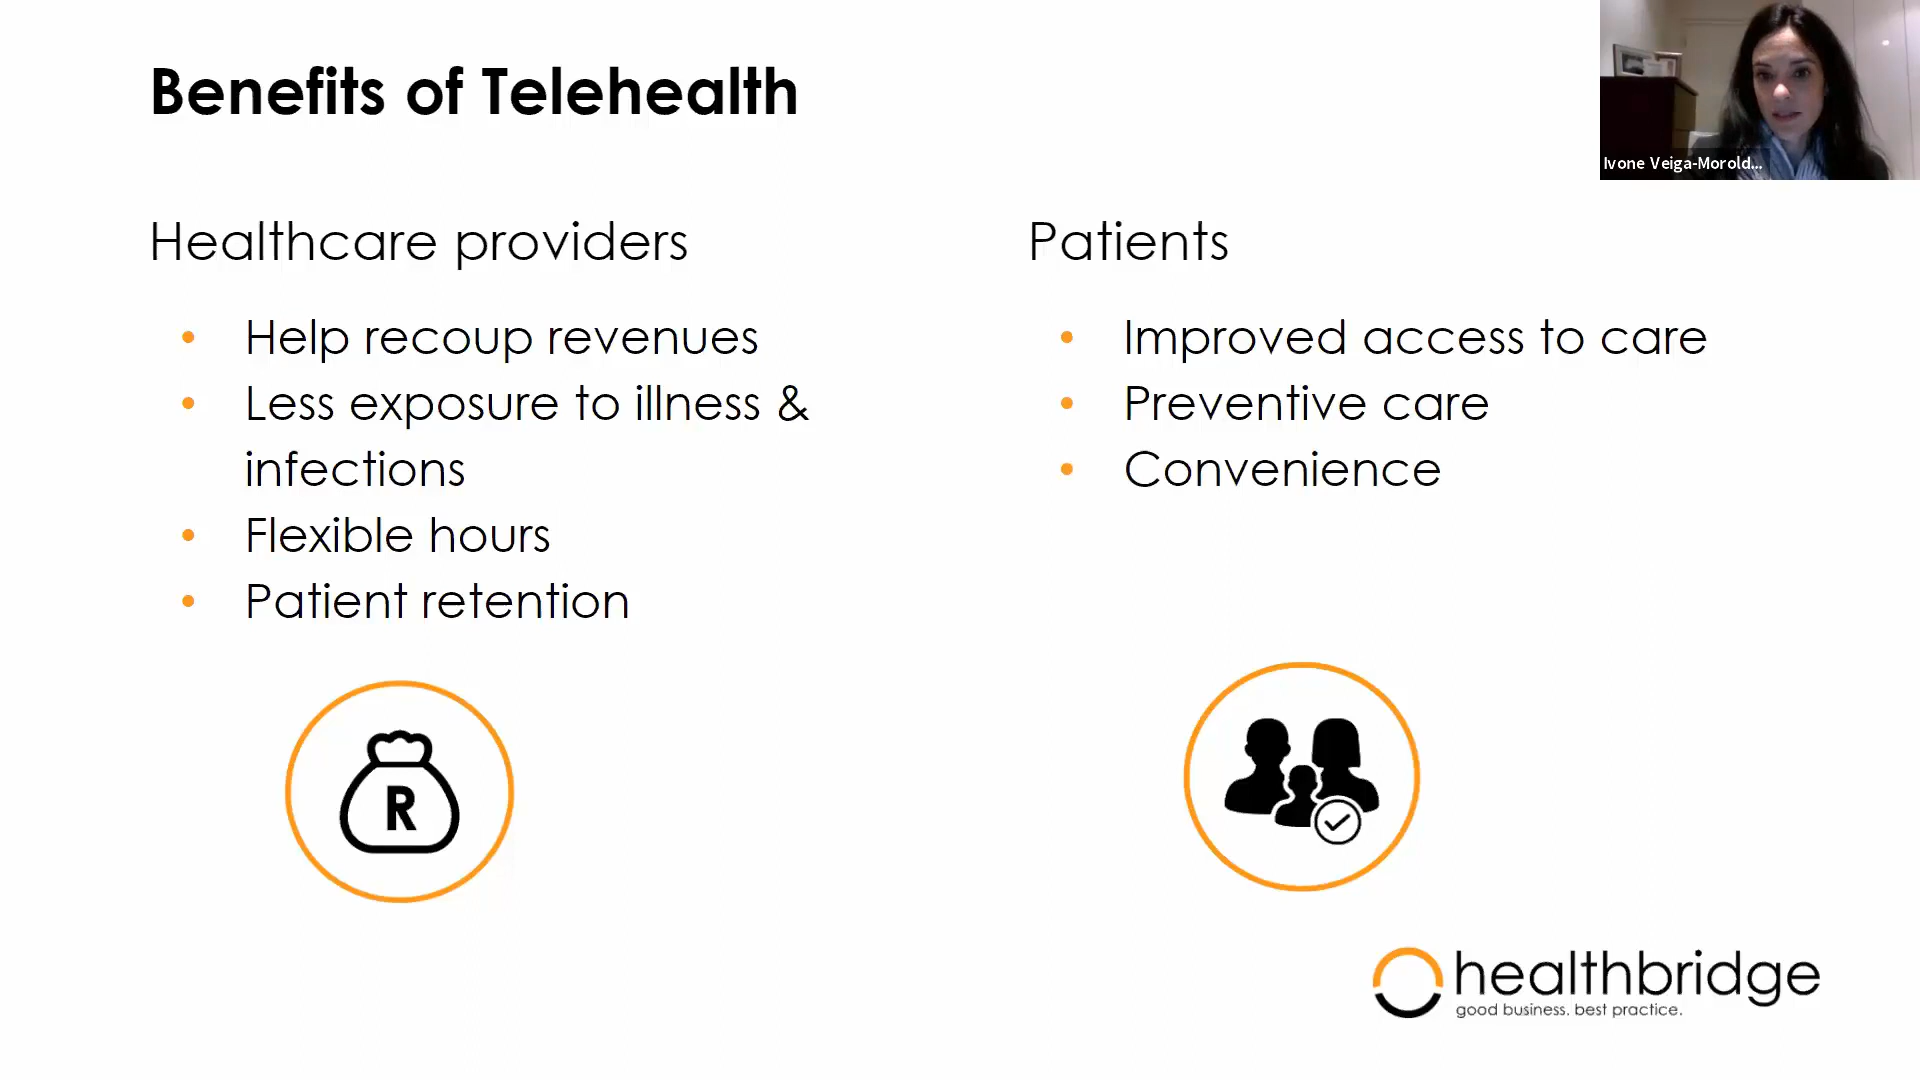 Benefits of Telehealth
Ivone Veiga-Morold...
Healthcare providers
Help recoup revenues
Less exposure to illness &
infections
Flexible hours
Patient retention
R
Patients
Improved access to care
Preventive care
Convenience
healthbridge
good business. best practice.